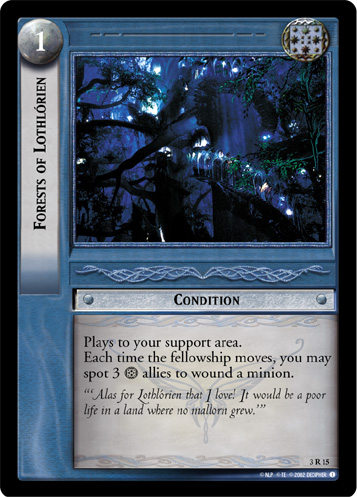 1
FORESTS OF LOTHLÓRIEN
CONDITION
Plays to your support area.
Each time the fellowship moves, you may
spot 3 allies to wound a minion.
“‘Alas for Lothlórien that I love! It would be a poor
life in a land where no mallorn grew.’”
3 R 15
© NLP ® TE © 2002 DECIPHER